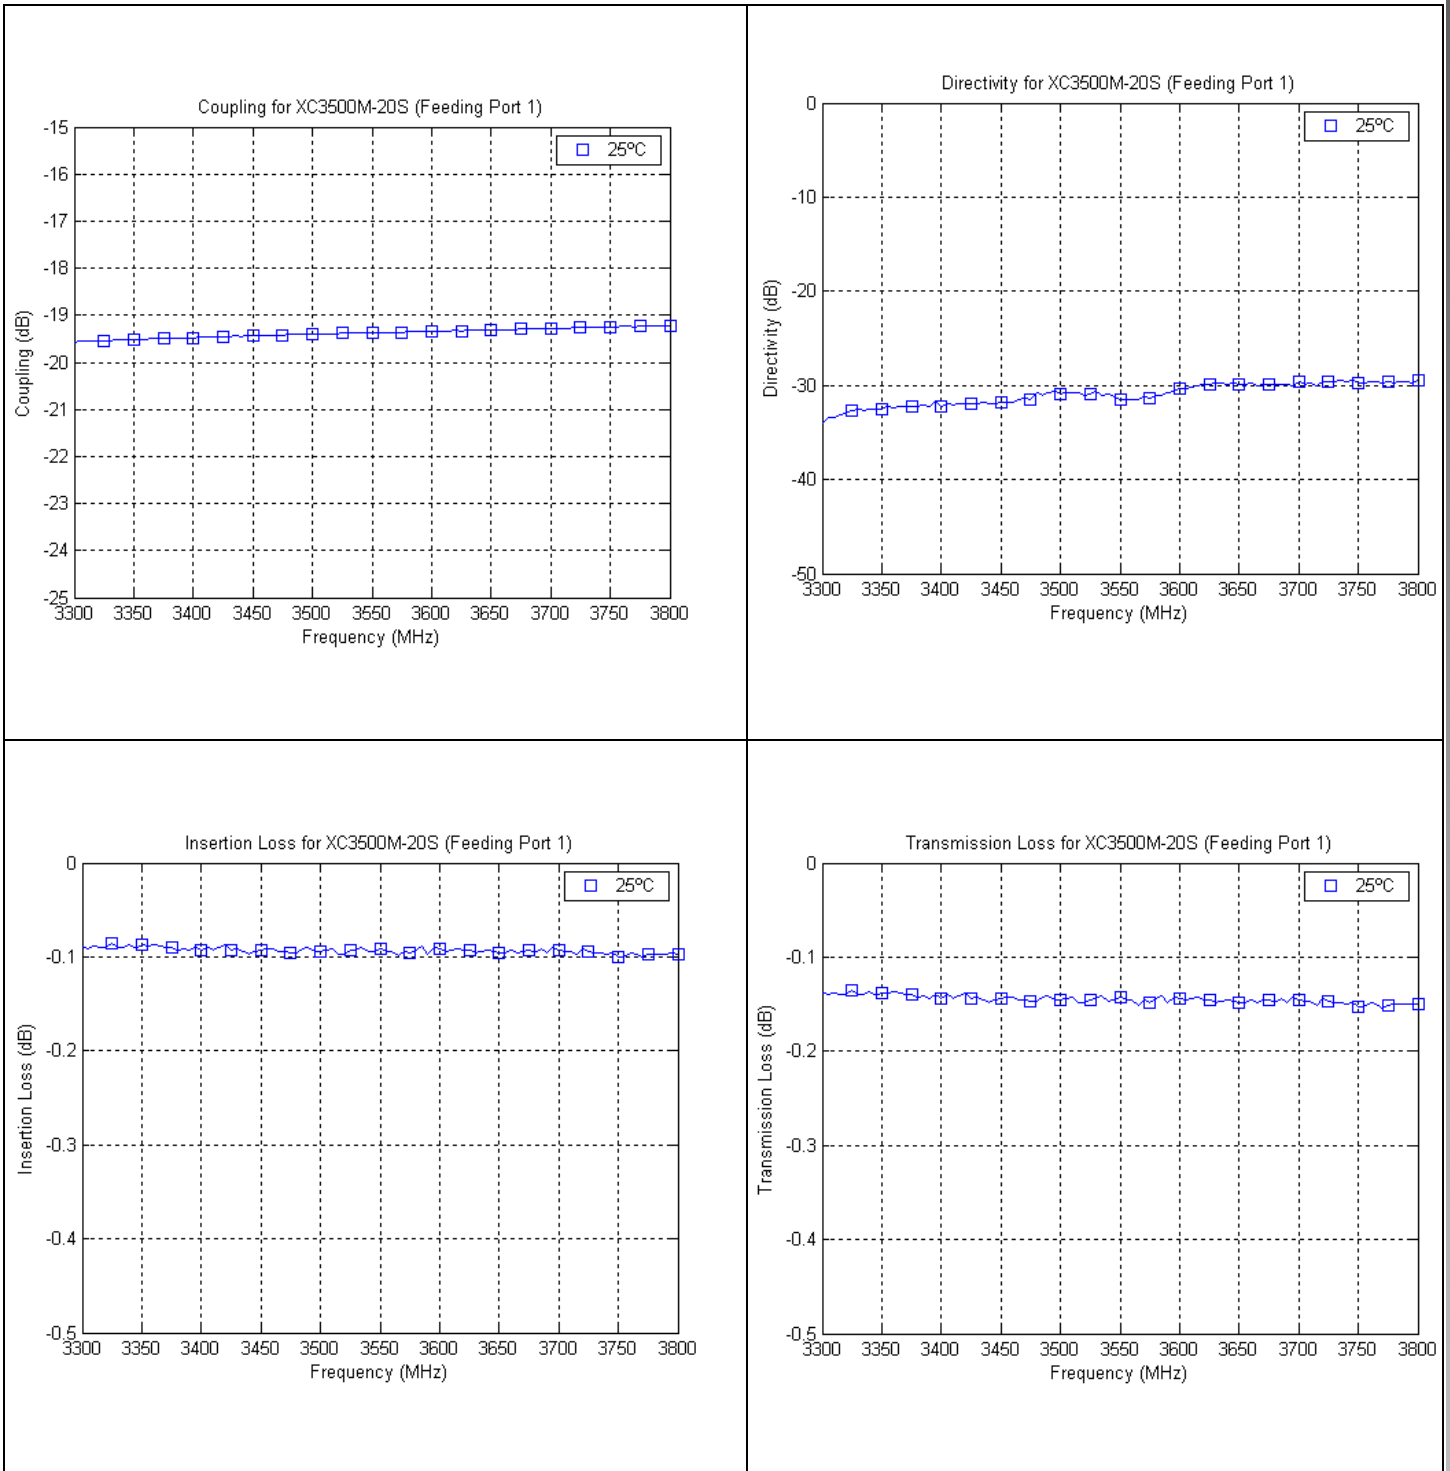 Coupling for XC3500M-20S (Feeding Port 1)
25ºC
-15
-16
-17
-18
-19
-20
-21
-22
-23
-24
-25
Coupling (dB)
3300 3350 3400 3450 3500 3550 3600 3650 3700 3750 3800
Frequency (MHz)
Directivity for XC3500M-20S (Feeding Port 1)
25ºC
0
-10
-20
-30
-40
-50
Directivity (dB)
3300 3350 3400 3450 3500 3550 3600 3650 3700 3750 3800
Frequency (MHz)
Insertion Loss for XC3500M-20S (Feeding Port 1)
25ºC
0
-0.1
-0.2
-0.3
-0.4
-0.5
Insertion Loss (dB)
3300 3350 3400 3450 3500 3550 3600 3650 3700 3750 3800
Frequency (MHz)
Transmission Loss for XC3500M-20S (Feeding Port 1)
25ºC
0
-0.1
-0.2
-0.3
-0.4
-0.5
Transmission Loss (dB)
3300 3350 3400 3450 3500 3550 3600 3650 3700 3750 3800
Frequency (MHz)